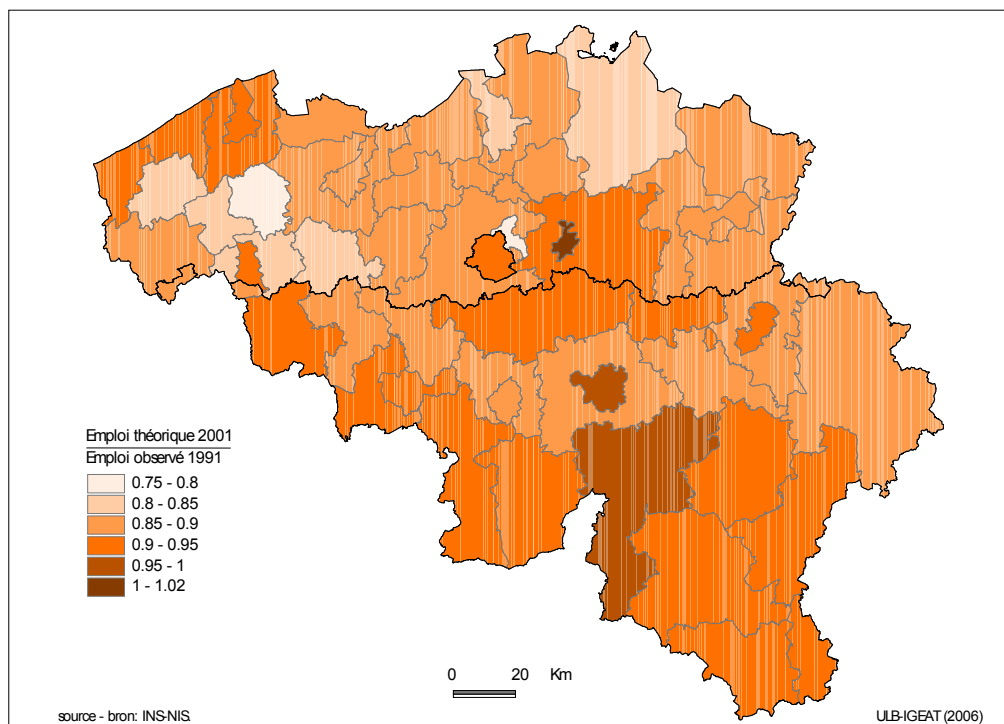 Emploi théorique 2001
Emploi observé 1991
0.75 - 0.8
0.8 - 0.85
0.85 - 0.9
0.9 - 0.95
0.95 - 1
1 - 1.02
0 20 Km
source - bron: INS-NIS.
ULB-IGEAT (2006)